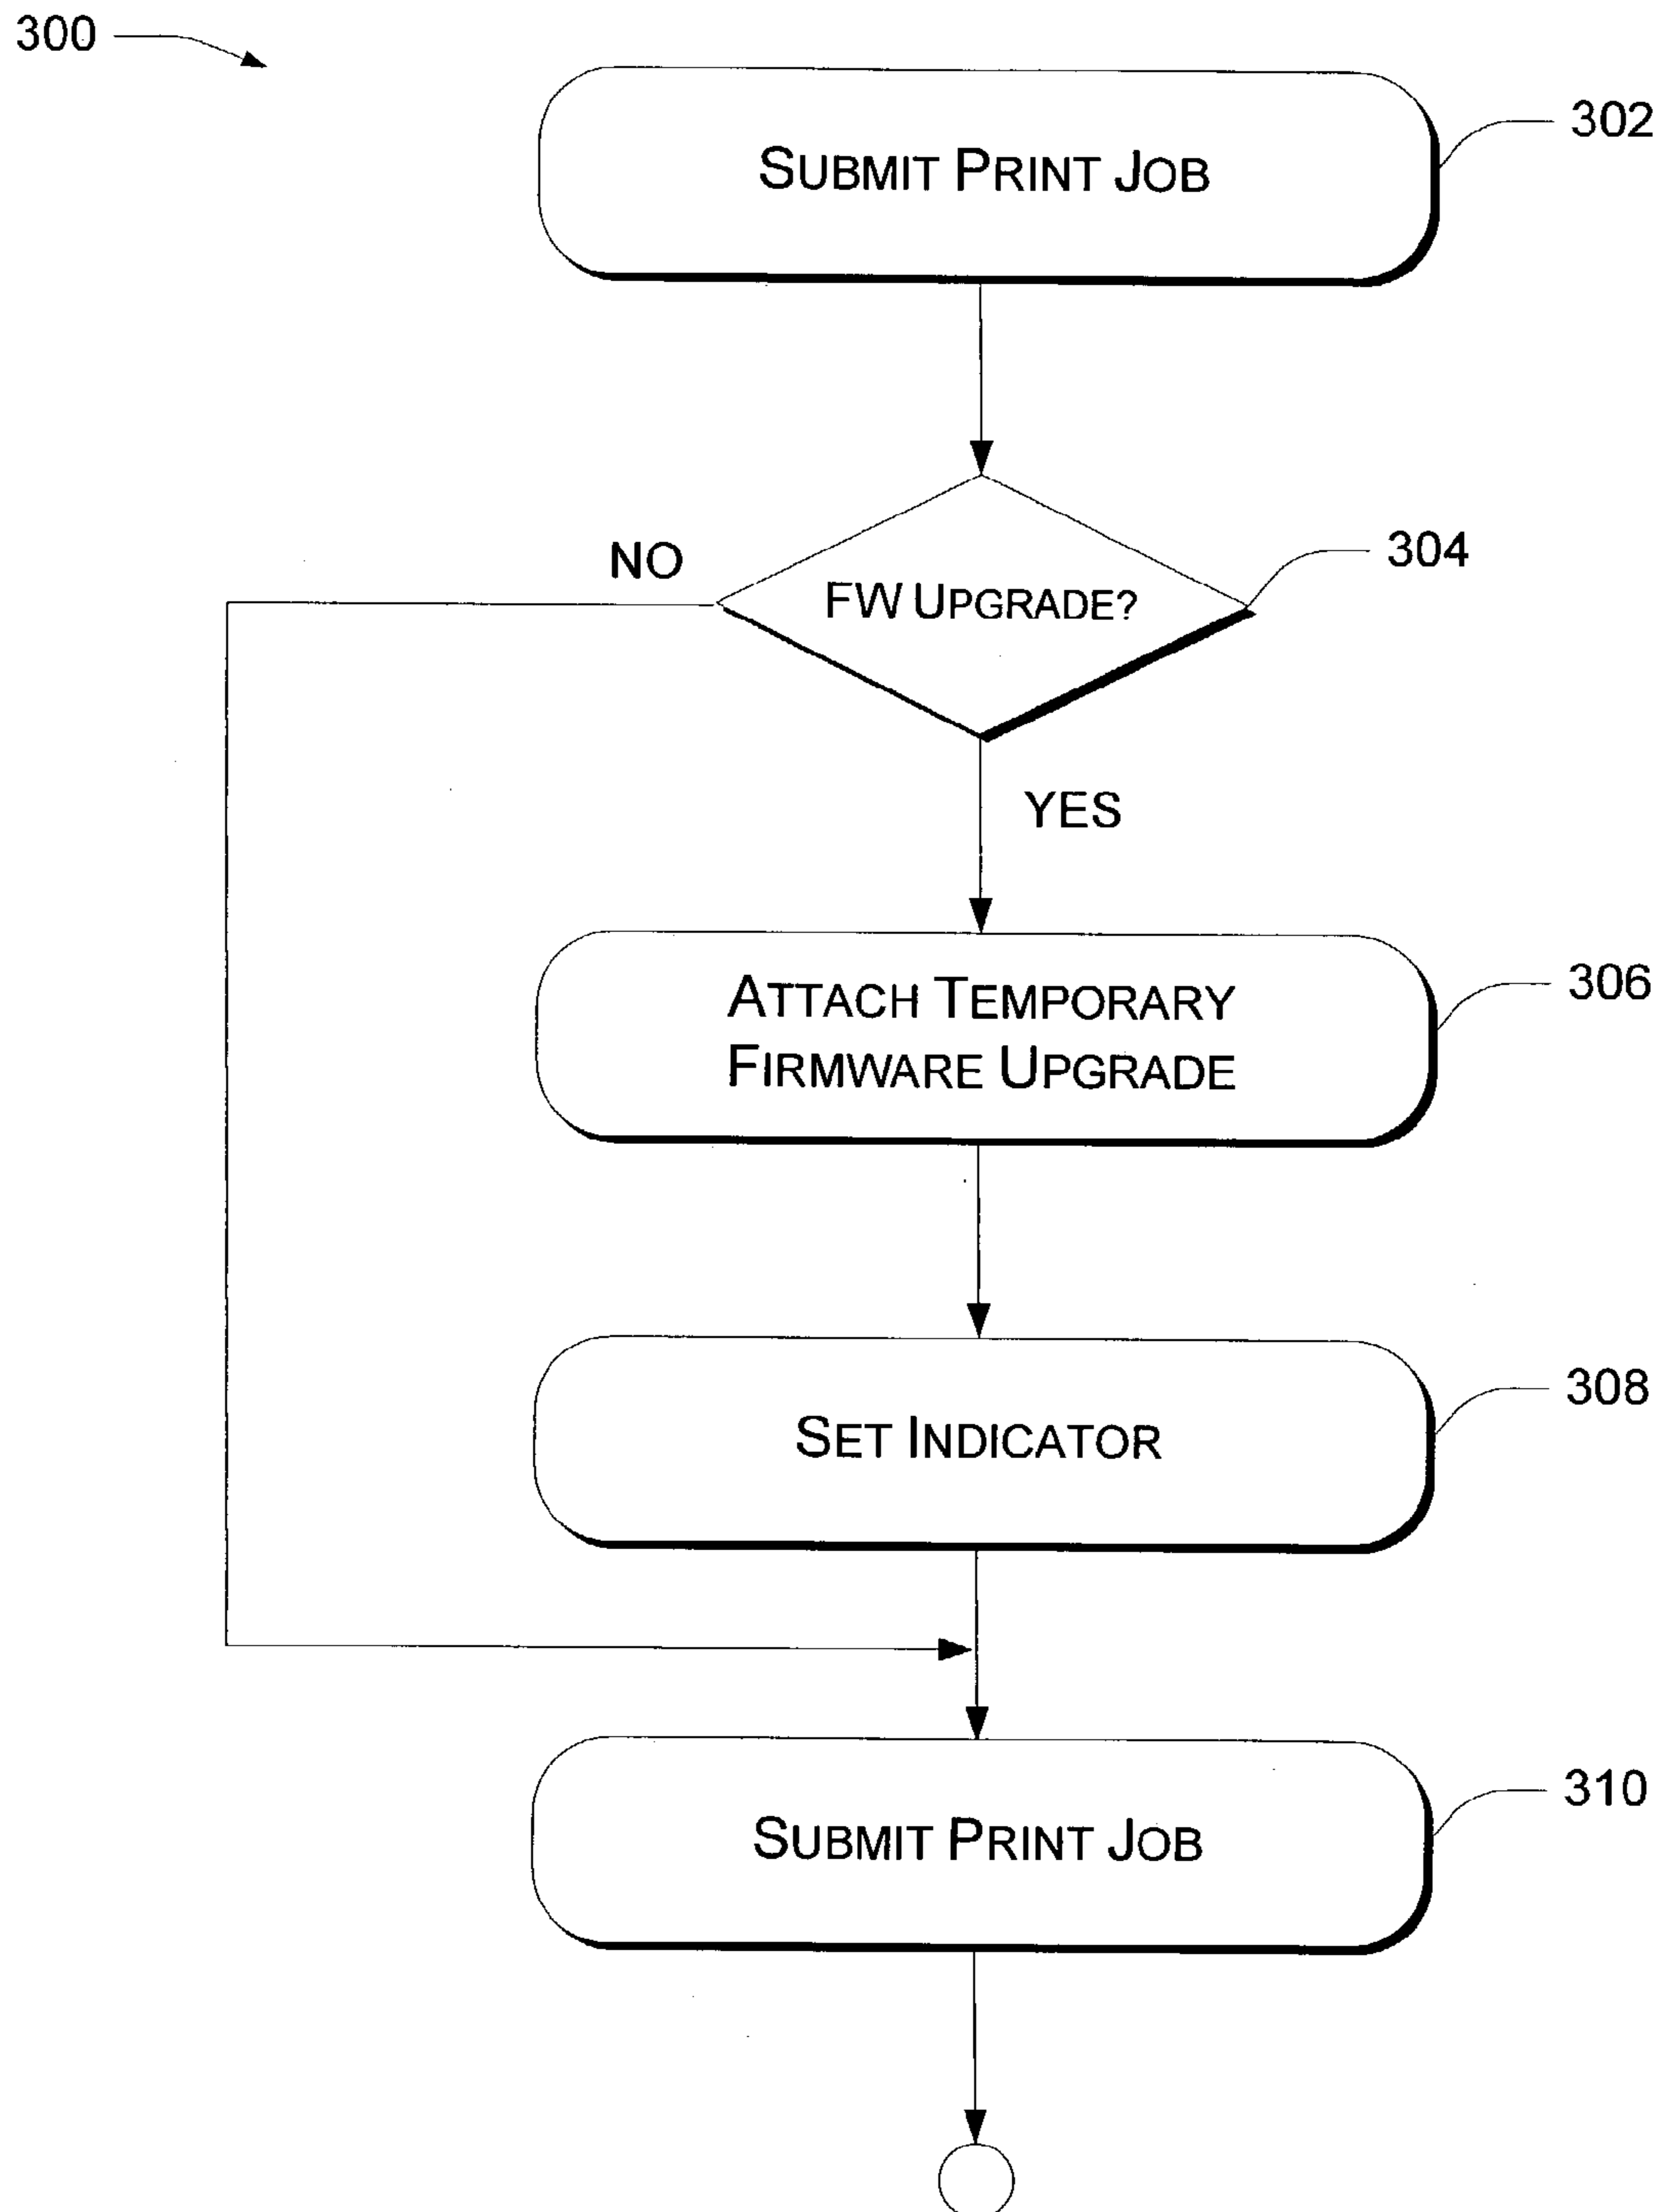 300
SUBMIT PRINT JOB
302
NO
FW UPGRADE?
304
YES
ATTACH TEMPORARY
FIRMWARE UPGRADE
306
SET INDICATOR
308
SUBMIT PRINT JOB
310